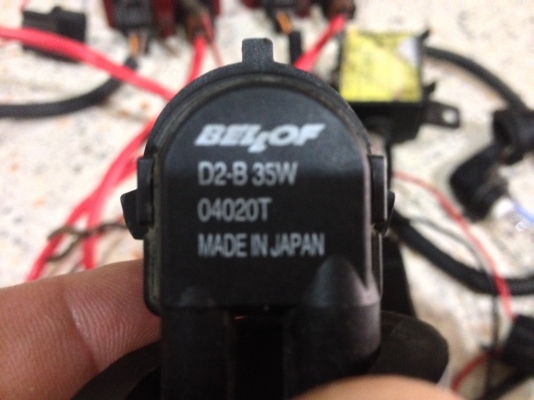 BELLOF
D2-B 35W
04020T
MADE IN JAPAN